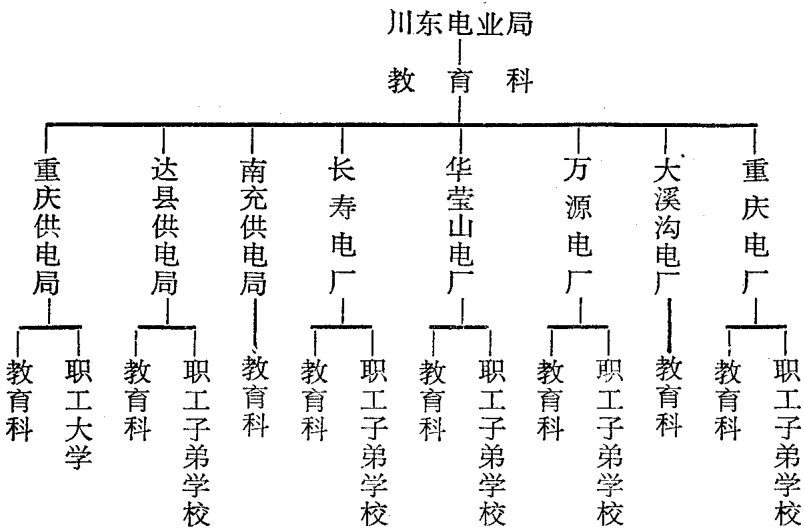 川东电业局
教育科
重庆供电局
达县供电局
南充供电局
长寿电厂
华莹山电厂
万源电厂
大溪沟电厂
重庆电厂
教育科
职工大学
教育科
职工子弟学校
教育科
教育科
职工子弟学校
教育科
职工子弟学校
教育科
职工子弟学校
教育科
教育科
职工子弟学校